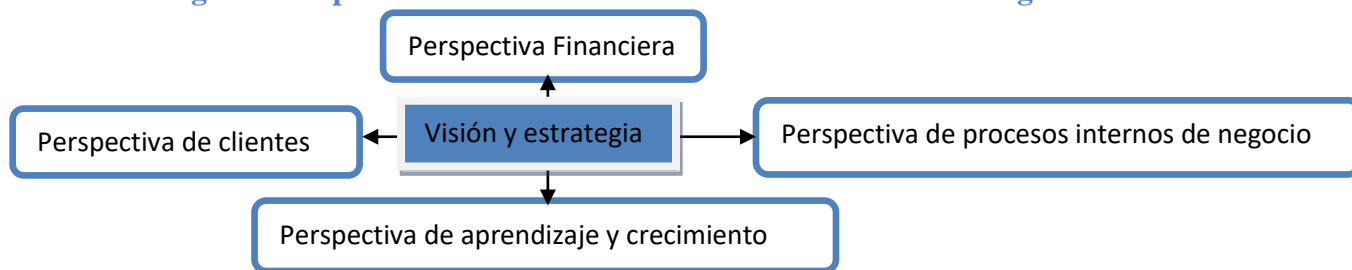 Perspectiva Financiera
Perspectiva de clientes
Visión y estrategia
Perspectiva de procesos internos de negocio
Perspectiva de aprendizaje y crecimiento